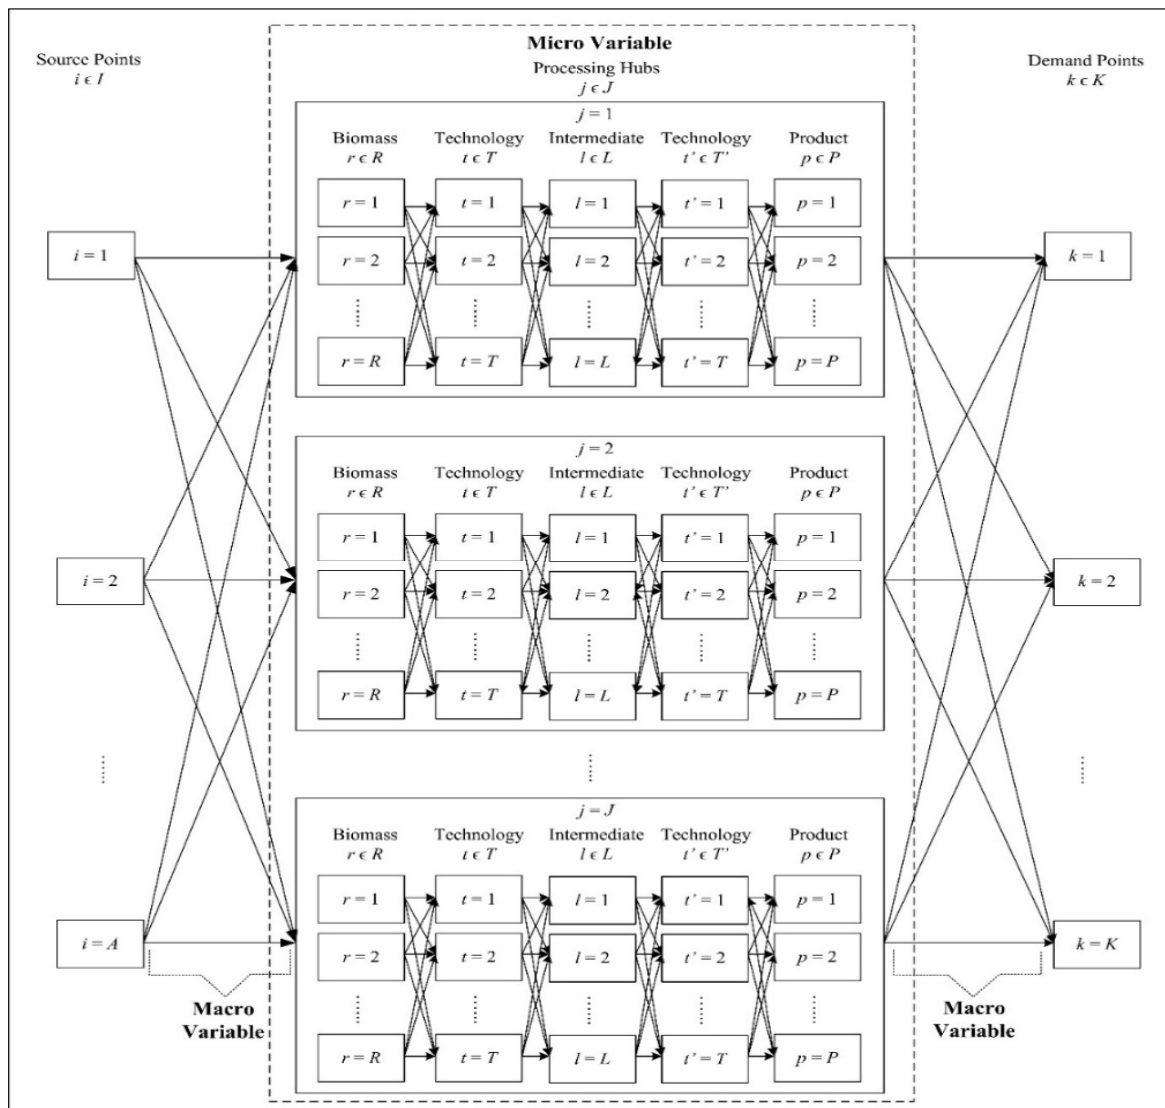 Micro Variable
Source Points
i ϵ I
Processing Hubs
j ϵ J
Demand Points
k ϵ K
j = 1
Biomass Technology Intermediate Technology Product
r ϵ R t ϵ T l ϵ L t’ ϵ T’ p ϵ P
r = 1 t = 1 l = 1 t’ = 1 p = 1
i = 1 r = 2 t = 2 l = 2 t’ = 2 p = 2 k = 1
r = R t = T l = L t’ = T p = P
j = 2
Biomass Technology Intermediate Technology Product
r ϵ R t ϵ T l ϵ L t’ ϵ T’ p ϵ P
r = 1 t = 1 l = 1 t’ = 1 p = 1
i = 2 r = 2 t = 2 l = 2 t’ = 2 p = 2 k = 2
r = R t = T l = L t’ = T p = P
j = J
Biomass Technology Intermediate Technology Product
r ϵ R t ϵ T l ϵ L t’ ϵ T’ p ϵ P
r = 1 t = 1 l = 1 t’ = 1 p = 1
i = A r = 2 t = 2 l = 2 t’ = 2 p = 2 k = K
Macro
Variable
Macro
Variable
r = R t = T l = L t’ = T p = P